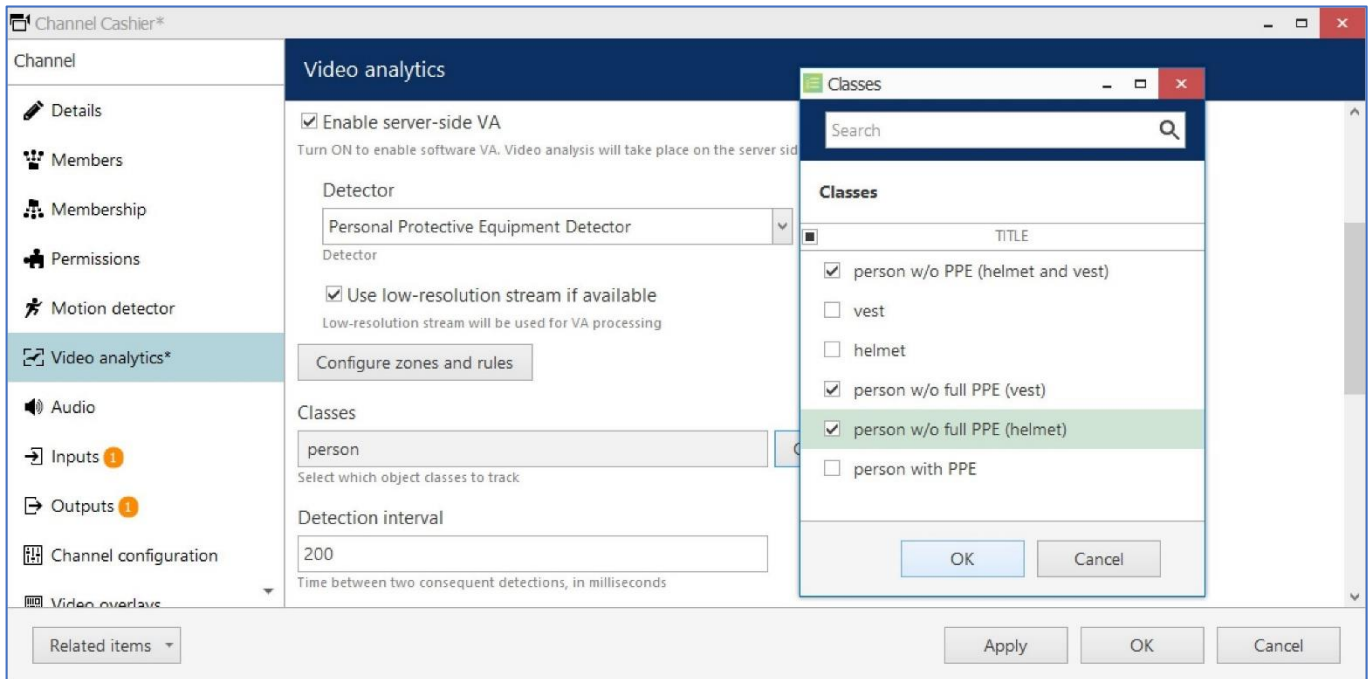 Channel Cashier*
Channel
Details
Members
Membership
Permissions
Motion detector
Video analytics*
Audio
Inputs 1
Outputs 1
Channel configuration
Video overlays
Video analytics
Enable server-side VA
Turn ON to enable software VA. Video analysis will take place on the server sid
Detector
Personal Protective Equipment Detector
Detector
Use low-resolution stream if available
Low-resolution stream will be used for VA processing
Configure zones and rules
Classes
person
Select which object classes to track
Detection interval
200
Time between two consequent detections, in milliseconds
Classes
Search
Classes
TITLE
person w/o PPE (helmet and vest)
vest
helmet
person w/o full PPE (vest)
person w/o full PPE (helmet)
person with PPE
OK
Cancel
Related items
Apply
OK
Cancel